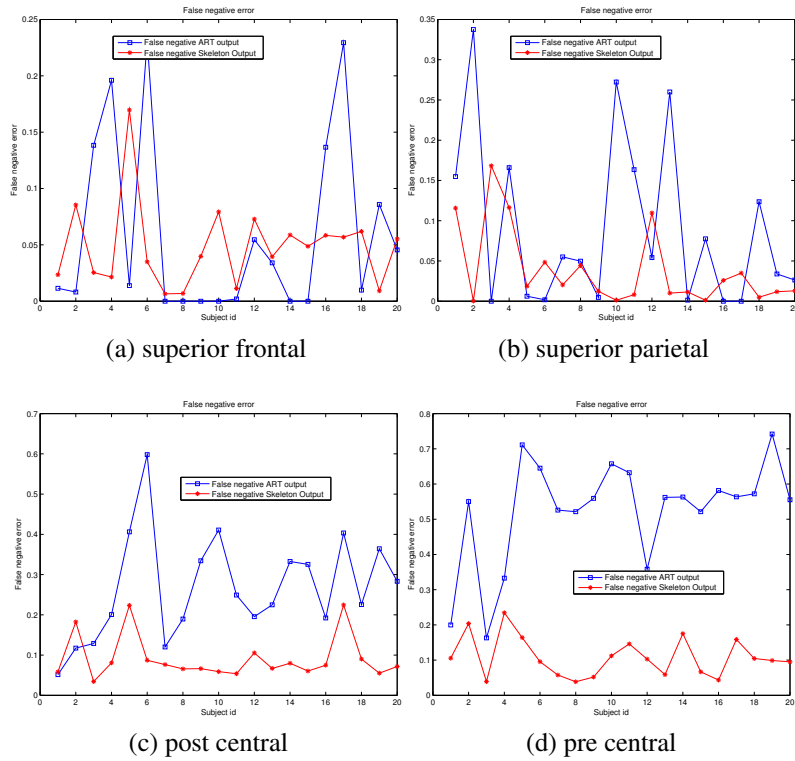 False negative error
False negative ART output
False negative Skeleton Output
False negative error
0.25
0.2
0.15
0.1
0.05
0
0 2 4 6 8 10 12 14 16 18 20
Subject id
(a) superior frontal
False negative error
False negative ART output
False negative Skeleton Output
False negative error
0.35
0.3
0.25
0.2
0.15
0.1
0.05
0
0 2 4 6 8 10 12 14 16 18 20
Subject id
(b) superior parietal
False negative error
False negative ART output
False negative Skeleton Output
False negative error
0.7
0.6
0.5
0.4
0.3
0.2
0.1
0
0 2 4 6 8 10 12 14 16 18 20
Subject id
(c) post central
False negative error
False negative ART output
False negative Skeleton Output
False negative error
0.8
0.7
0.6
0.5
0.4
0.3
0.2
0.1
0
0 2 4 6 8 10 12 14 16 18 20
Subject id
(d) pre central